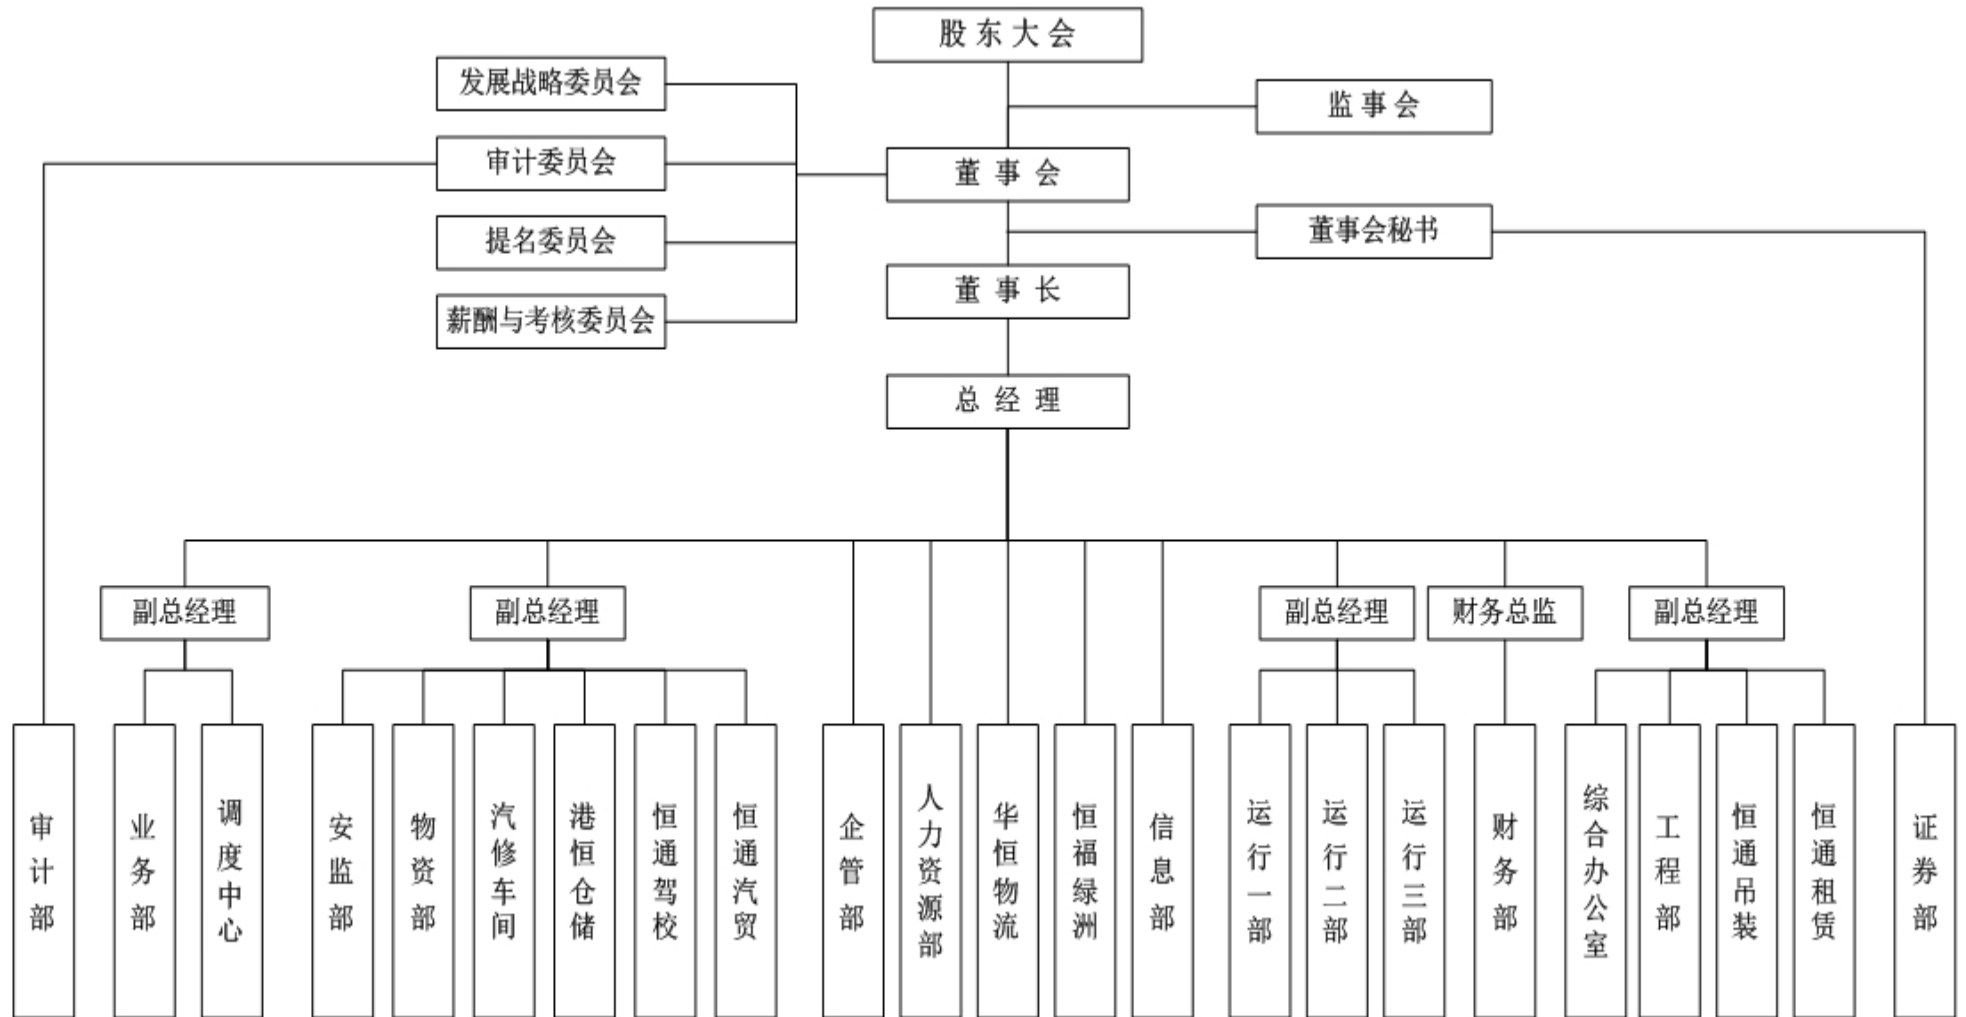 股东大会
发展战略委员会
监事会
审计委员会
董事会
董事会秘书
提名委员会
董事长
薪酬与考核委员会
总经理
副总经理
副总经理
副总经理
财务总监
副总经理
审计部
业务部
调度中心
安监部
物资部
汽修车间
港恒仓储
恒通驾校
恒通汽贸
企管部
人力资源部
华恒物流
恒福绿洲
信息部
运行一部
运行二部
运行三部
财务部
综合办公室
工程部
恒通吊装
恒通租赁
证券部